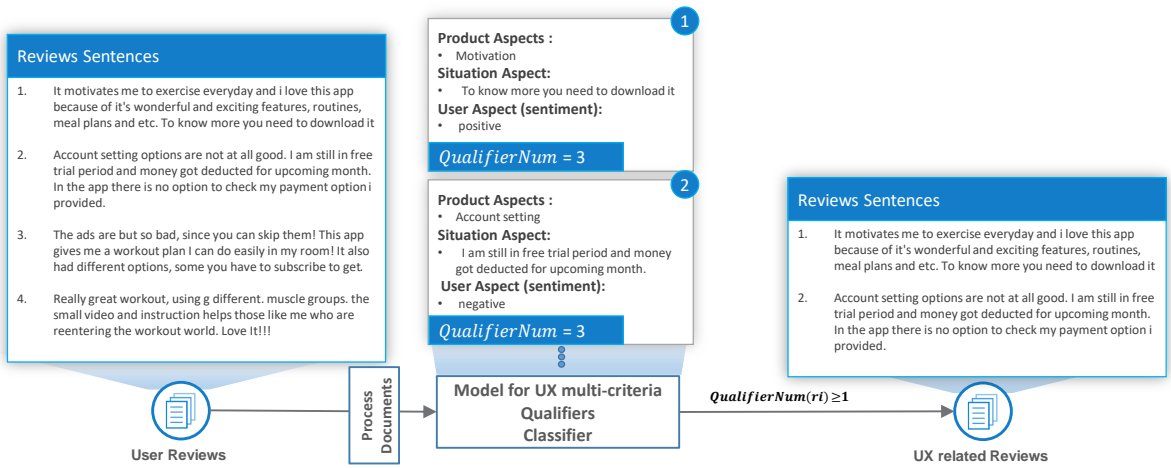 Reviews Sentences
1. It motivates me to exercise everyday and i love this app
because of it's wonderful and exciting features, routines,
meal plans and etc. To know more you need to download it
2. Account setting options are not at all good. I am still in free
trial period and money got deducted for upcoming month.
In the app there is no option to check my payment option i
provided.
3. The ads are but so bad, since you can skip them! This app
gives me a workout plan I can do easily in my room! It also
had different options, some you have to subscribe to get.
4. Really great workout, using g different. muscle groups. the
small video and instruction helps those like me who are
reentering the workout world. Love It!!!
User Reviews
Process
Documents
1
Product Aspects :
• Motivation
Situation Aspect:
• To know more you need to download it
User Aspect (sentiment):
• positive
QualifierNum = 3
2
Product Aspects :
• Account setting
Situation Aspect:
• I am still in free trial period and money
got deducted for upcoming month.
User Aspect (sentiment):
• negative
QualifierNum = 3
Model for UX multi-criteria
Qualifiers
Classifier
QualifierNum(ri)≥1
Reviews Sentences
1. It motivates me to exercise everyday and i love this app
because of it's wonderful and exciting features, routines,
meal plans and etc. To know more you need to download it
2. Account setting options are not at all good. I am still in free
trial period and money got deducted for upcoming month.
In the app there is no option to check my payment option i
provided.
UX related Reviews